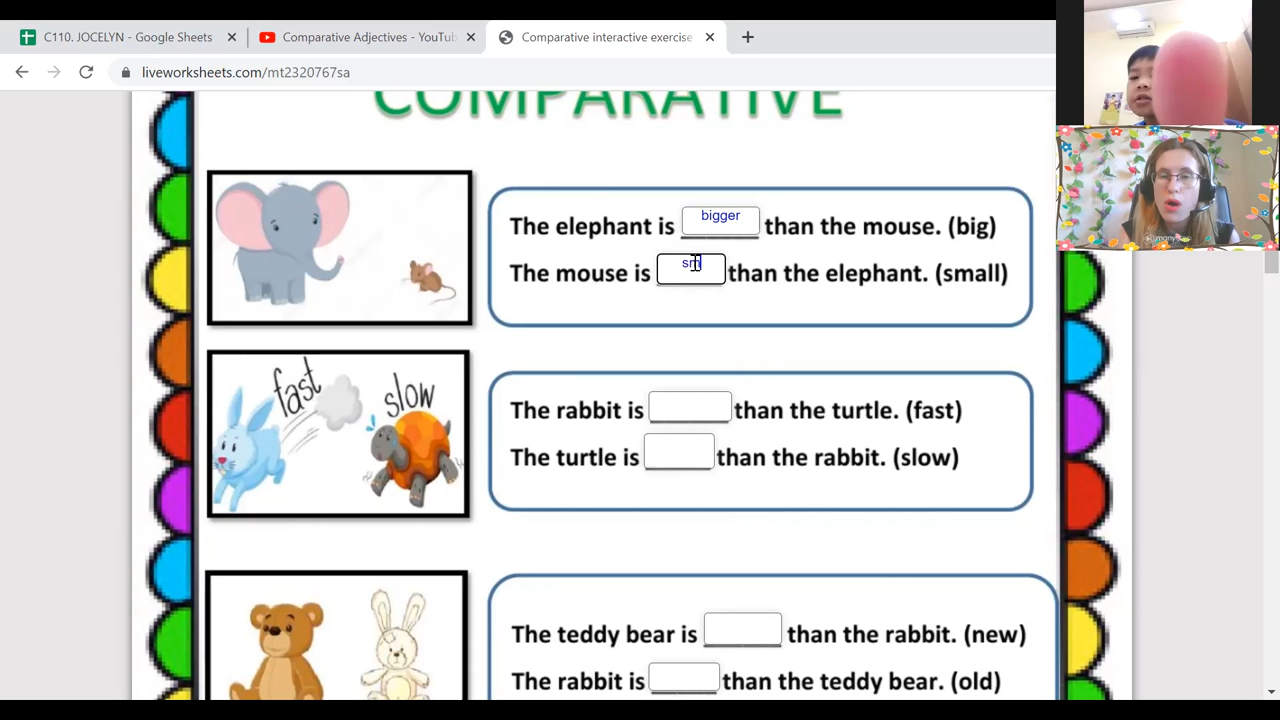 C110. JOCELYN - Google Sheets
Comparative Adjectives - YouTu
Comparative interactive exercise
liveworksheets.com/mt2320767sa
COMPARATIVE
The elephant is bigger than the mouse. (big)
The mouse is sm than the elephant. (small)
fast
slow
The rabbit is than the turtle. (fast)
The turtle is than the rabbit. (slow)
The teddy bear is than the rabbit. (new)
The rabbit is than the teddy bear. (old)